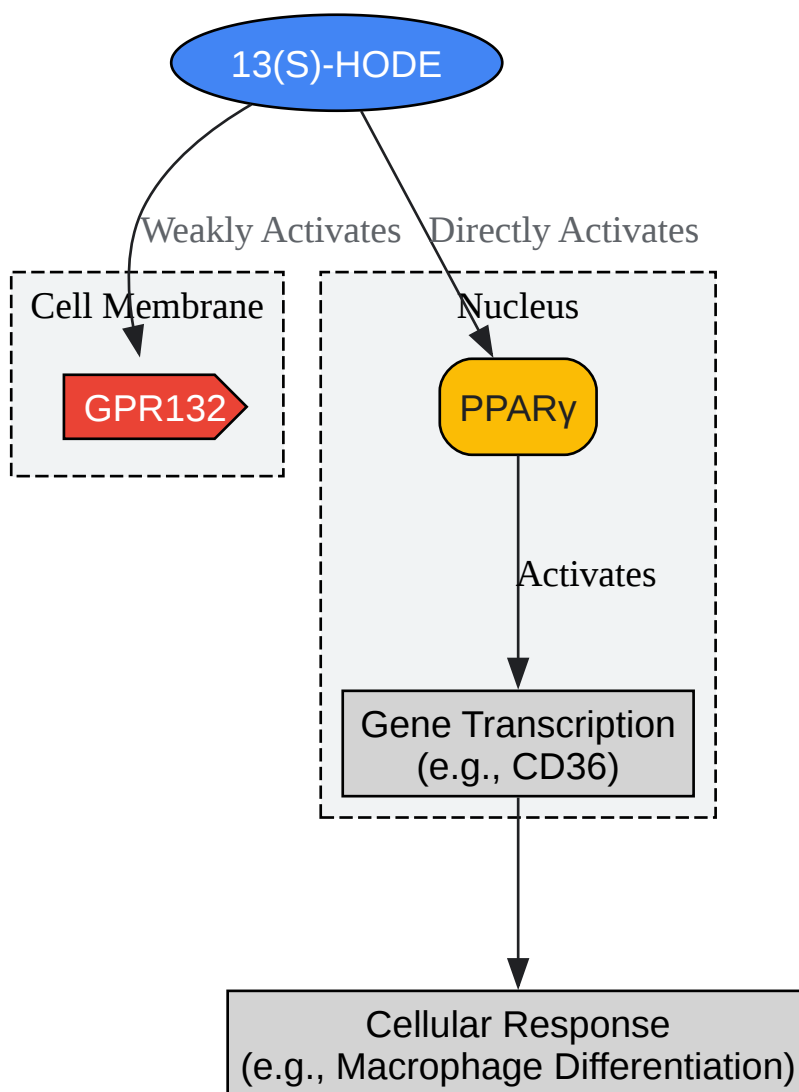 13(S)-HODE
Weakly Activates
Directly Activates
Cell Membrane
Nucleus
GPR132
PPARγ
Activates
Gene Transcription
(e.g., CD36)
Cellular Response
(e.g., Macrophage Differentiation)